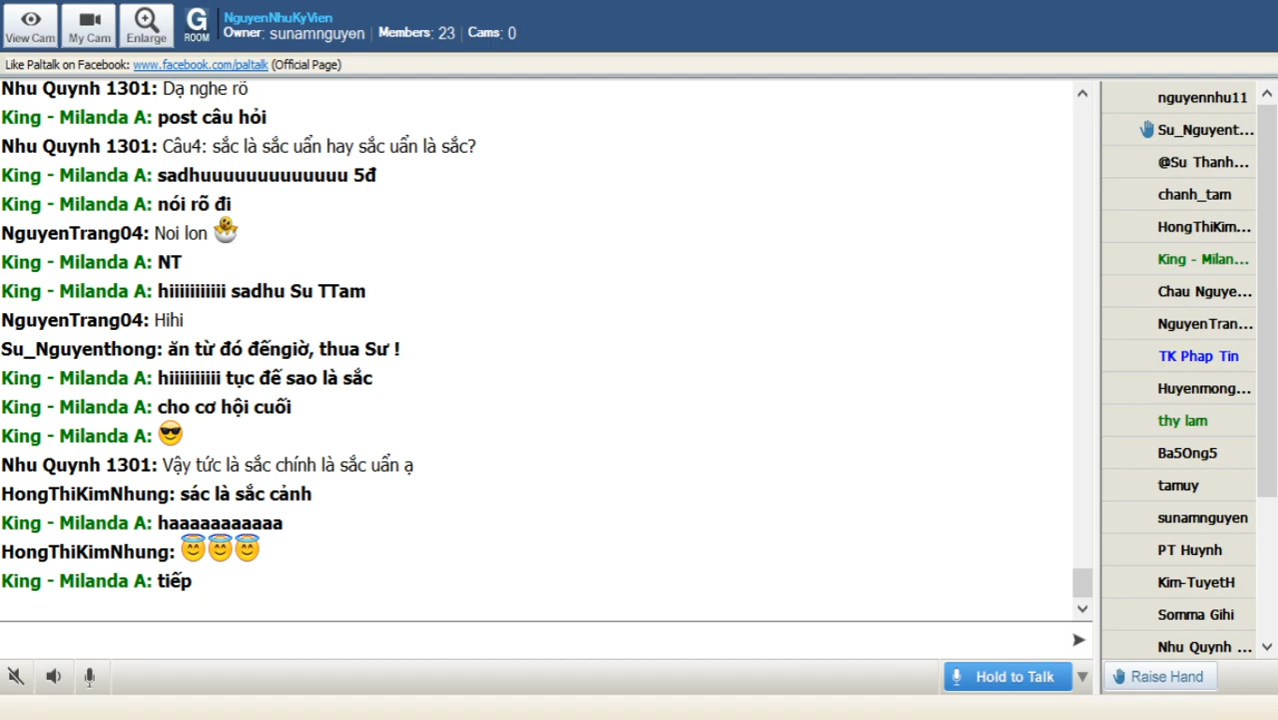 View Cam
My Cam
Enlarge
G
ROOM
NguyenNhuKyVien
Owner: sunamnguyen | Members: 23 | Cams: 0
Like Paltalk on Facebook: www.facebook.com/paltalk (Official Page)
Nhu Quynh 1301: Dạ nghe rõ
King - Milanda A: post câu hỏi
Nhu Quynh 1301: Câu4: sắc là sắc uẩn hay sắc uẩn là sắc?
King - Milanda A: sadhuuuuuuuuuuuuu 5đ
King - Milanda A: nói rõ đi
NguyenTrang04: Noi lon
King - Milanda A: NT
King - Milanda A: hiiiiiiiiiii sadhu Su TTam
NguyenTrang04: Hihi
Su_Nguyenthong: ăn từ đó đếngiờ, thua Sư !
King - Milanda A: hiiiiiiiiii tục đế sao là sắc
King - Milanda A: cho cơ hội cuối
King - Milanda A:
Nhu Quynh 1301: Vậy tức là sắc chính là sắc uẩn ạ
HongThiKimNhung: sác là sắc cảnh
King - Milanda A: haaaaaaaaaaa
HongThiKimNhung:
King - Milanda A: tiếp
nguyennhu11
Su_Nguyent...
@Su Thanh...
chanh_tam
HongThiKim...
King - Milan...
Chau Nguye...
NguyenTran...
TK Phap Tin
Huyenmong...
thy lam
Ba5Ong5
tamuy
sunamnguyen
PT Huynh
Kim-TuyetH
Somma Gihi
Nhu Quynh ...
Hold to Talk
Raise Hand